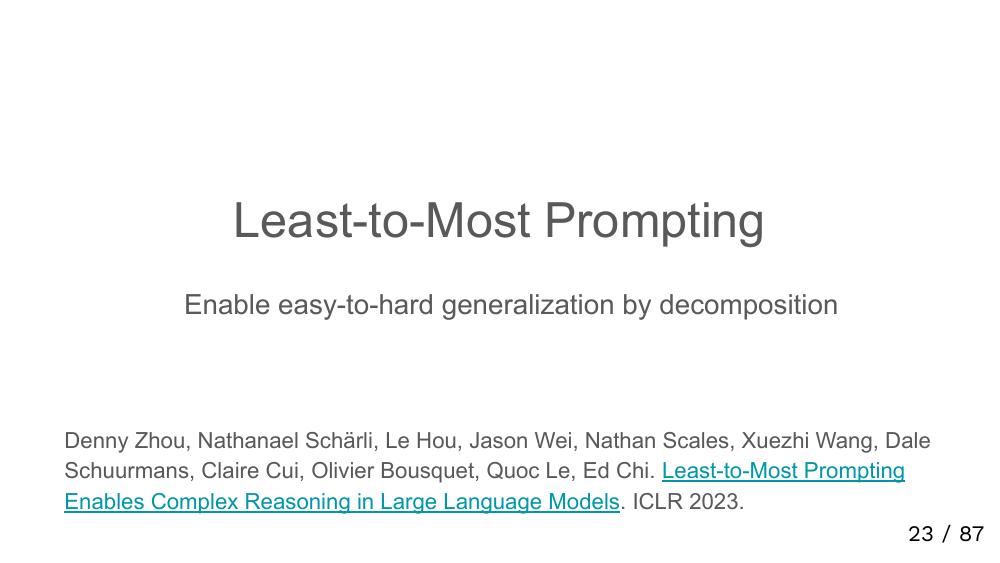 Least-to-Most Prompting
Enable easy-to-hard generalization by decomposition
Denny Zhou, Nathanael Schärli, Le Hou, Jason Wei, Nathan Scales, Xuezhi Wang, Dale
Schuurmans, Claire Cui, Olivier Bousquet, Quoc Le, Ed Chi. Least-to-Most Prompting
Enables Complex Reasoning in Large Language Models. ICLR 2023.
23 / 87